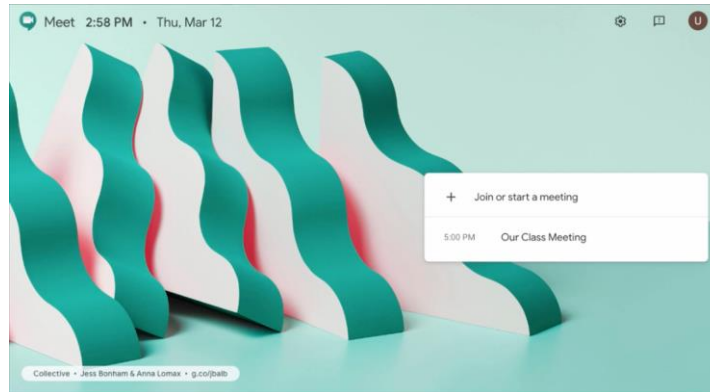 Meet 2:58 PM • Thu, Mar 12
U
+ Join or start a meeting
5:00 PM Our Class Meeting
Collective • Jess Bonham & Anna Lomax • g.co/jbalb